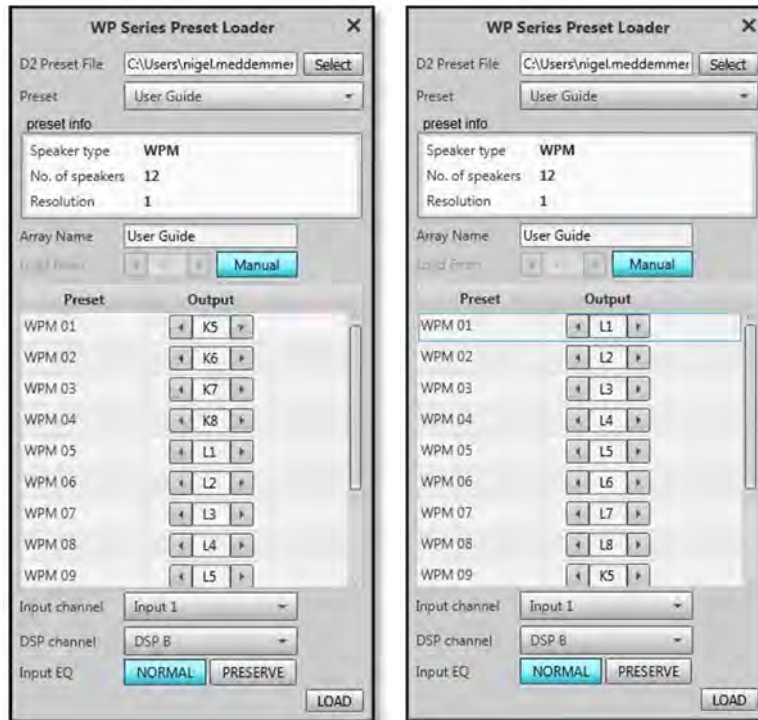 WP Series Preset Loader ×
D2 Preset File C:\Users\nigel.meddemmer Select
Preset User Guide
preset info
Speaker type WPM
No. of speakers 12
Resolution 1
Array Name User Guide
Load From Manual
Preset Output
WPM 01 K5
WPM 02 K6
WPM 03 K7
WPM 04 K8
WPM 05 L1
WPM 06 L2
WPM 07 L3
WPM 08 L4
WPM 09 L5
Input channel Input 1
DSP channel DSP B
Input EQ NORMAL PRESERVE
LOAD
WP Series Preset Loader ×
D2 Preset File C:\Users\nigel.meddemmer Select
Preset User Guide
preset info
Speaker type WPM
No. of speakers 12
Resolution 1
Array Name User Guide
Load From Manual
Preset Output
WPM 01 L1
WPM 02 L2
WPM 03 L3
WPM 04 L4
WPM 05 L5
WPM 06 L6
WPM 07 L7
WPM 08 L8
WPM 09 K5
Input channel Input 1
DSP channel DSP B
Input EQ NORMAL PRESERVE
LOAD